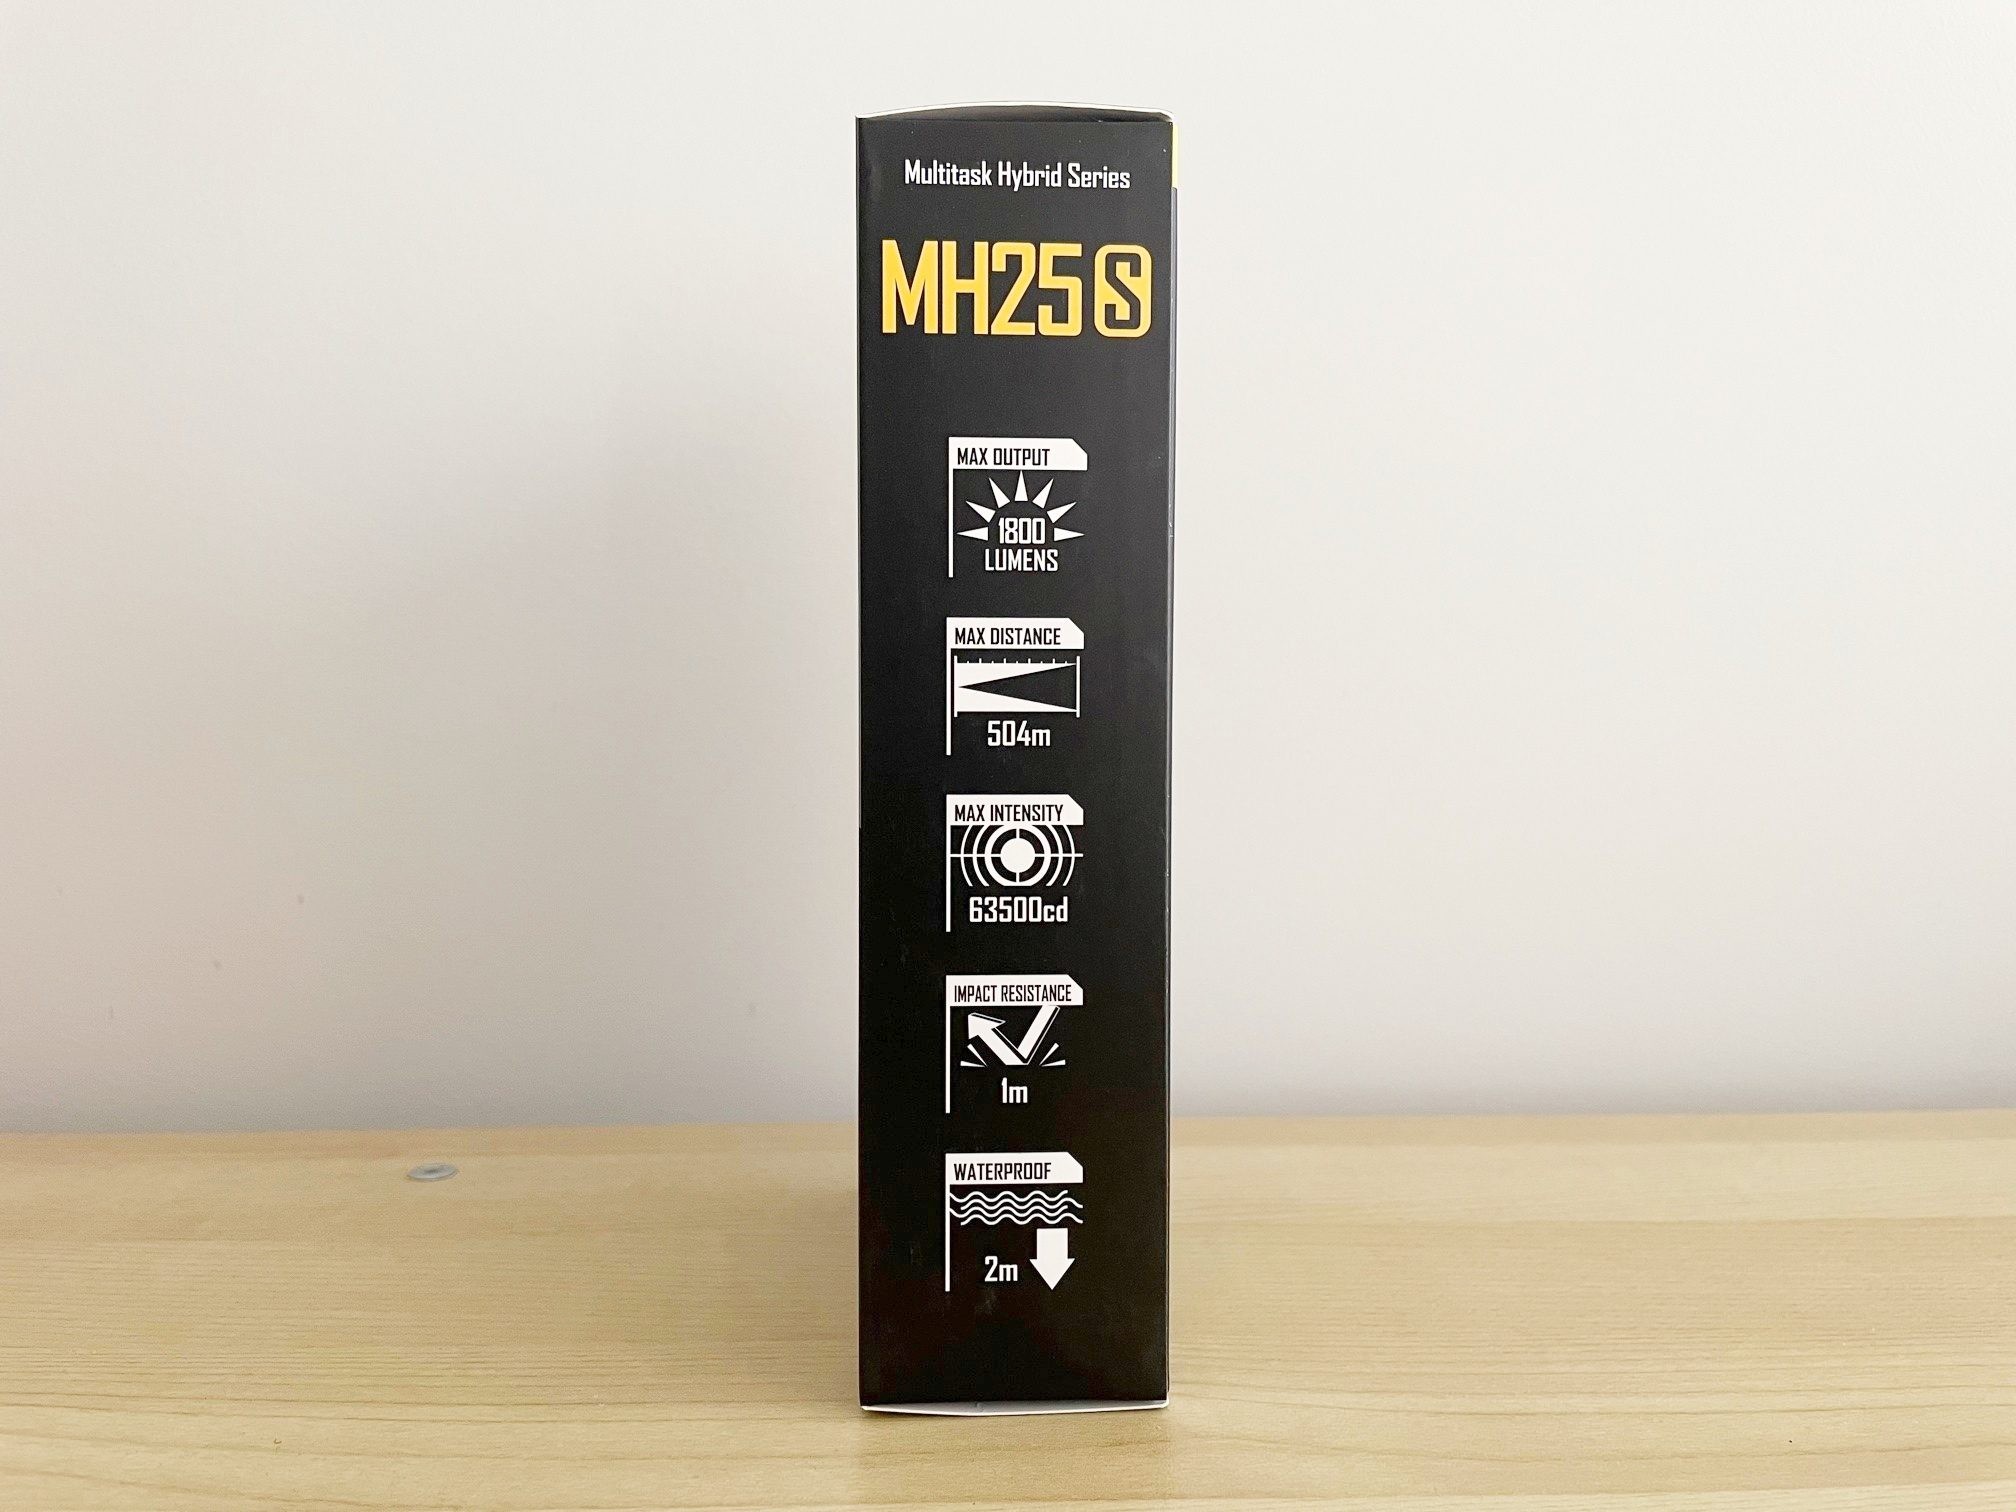 Multitask Hybrid Series
MH25S
MAX OUTPUT
1800
LUMENS
MAX DISTANCE
504m
MAX INTENSITY
63500cd
IMPACT RESISTANCE
1m
WATERPROOF
2m